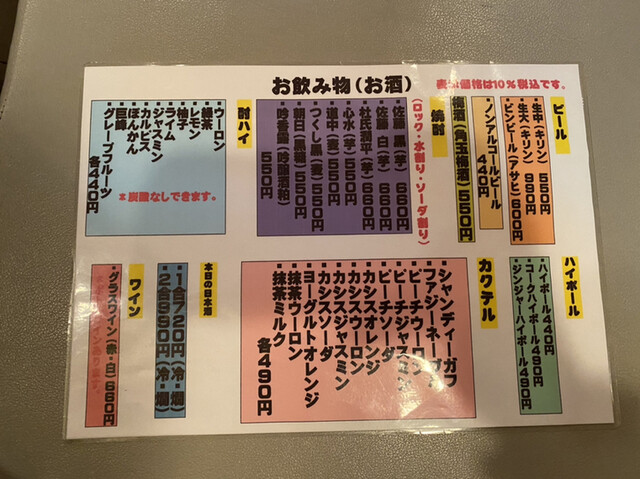 お飲み物(お酒)
表示価格は10%税込です。
ビール
・生中(キリン) 550円
・生大(キリン) 990円
・ビンビール(アサヒ)600円
・ノンアルコールビール
440円
梅酒(角玉梅酒)550円
焼酎
(ロック・水割り・ソーダ割り)
・佐藤 黒(芋) 660円
・佐藤 白(芋) 660円
・杜氏潤平(芋)660円
・心水(芋)550円
・道中(麦)550円
・つくし黒(麦)550円
・朝日(黒糖)550円
・吟香露(吟醸酒粕)
550円
酎ハイ
・ウーロン
・緑茶
・レモン
・柚子
・ライム
・ジャスミン
・カルピス
・ぽんかん
・巨峰
・グレープフルーツ
各440円
*炭酸なしできます。
ハイボール
・ハイボール440円
・コークハイボール490円
・ジンジャーハイボール490円
カクテル
・シャンディーガフ
・ファジーネーブル
・ピーチウーロン
・ピーチジャスミン
・ピーチソーダ
・カシスオレンジ
・カシスウーロン
・カシスジャスミン
・カシスソーダ
・ヨーグルトオレンジ
・抹茶ウーロン
・抹茶ミルク
各490円
本日の日本酒
・1合720円(冷・燗)
・2合990円(冷・燗)
ワイン
・グラスワイン(赤・白)660円